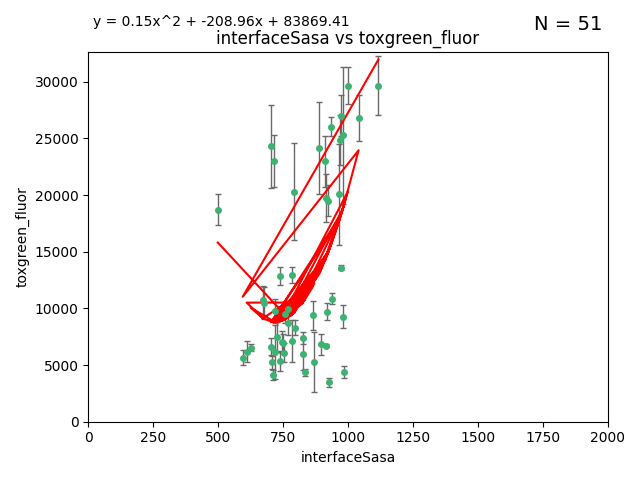 y = 0.15x^2 + -208.96x + 83869.41
N = 51
interfaceSasa vs toxgreen_fluor
30000
25000
20000
15000
10000
5000
0
toxgreen_fluor
0 250 500 750 1000 1250 1500 1750 2000
interfaceSasa